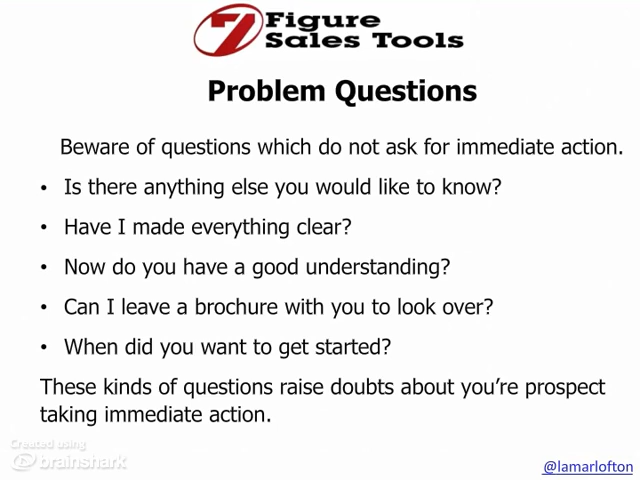 7 Figure
Sales Tools
Problem Questions
Beware of questions which do not ask for immediate action.
• Is there anything else you would like to know?
• Have I made everything clear?
• Now do you have a good understanding?
• Can I leave a brochure with you to look over?
• When did you want to get started?
These kinds of questions raise doubts about you’re prospect
taking immediate action.
Created using
brainshark
@lamarlofton